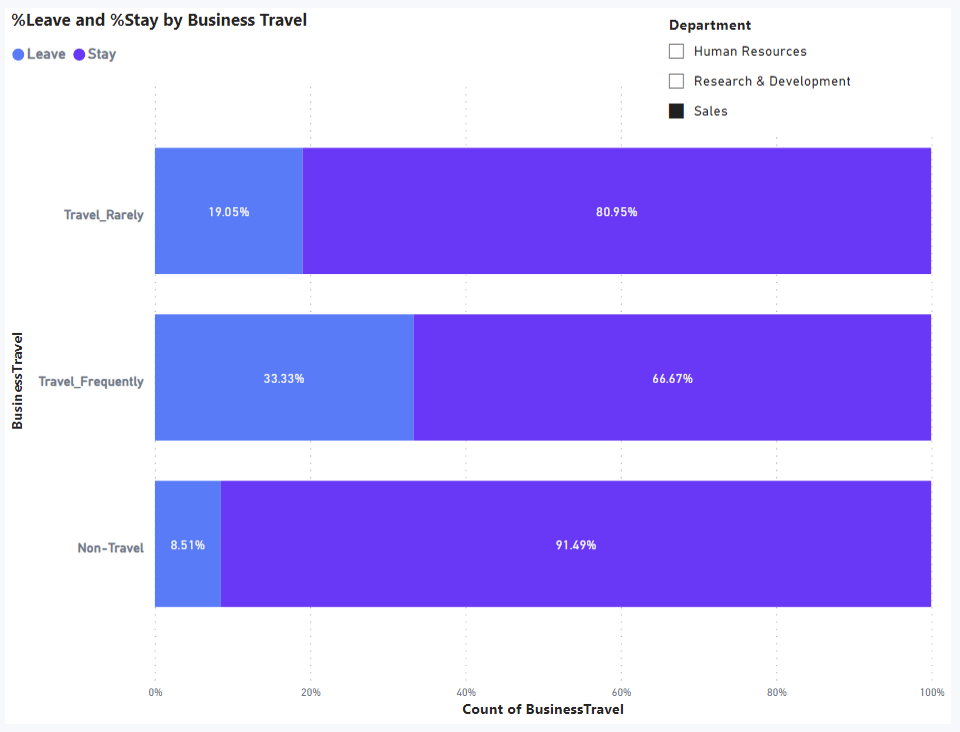 %Leave and %Stay by Business Travel
Leave Stay
Department
Human Resources
Research & Development
Sales
BusinessTravel
Travel_Rarely
19.05% 80.95%
Travel_Frequently
33.33% 66.67%
Non-Travel
8.51% 91.49%
0% 20% 40% 60% 80% 100%
Count of BusinessTravel